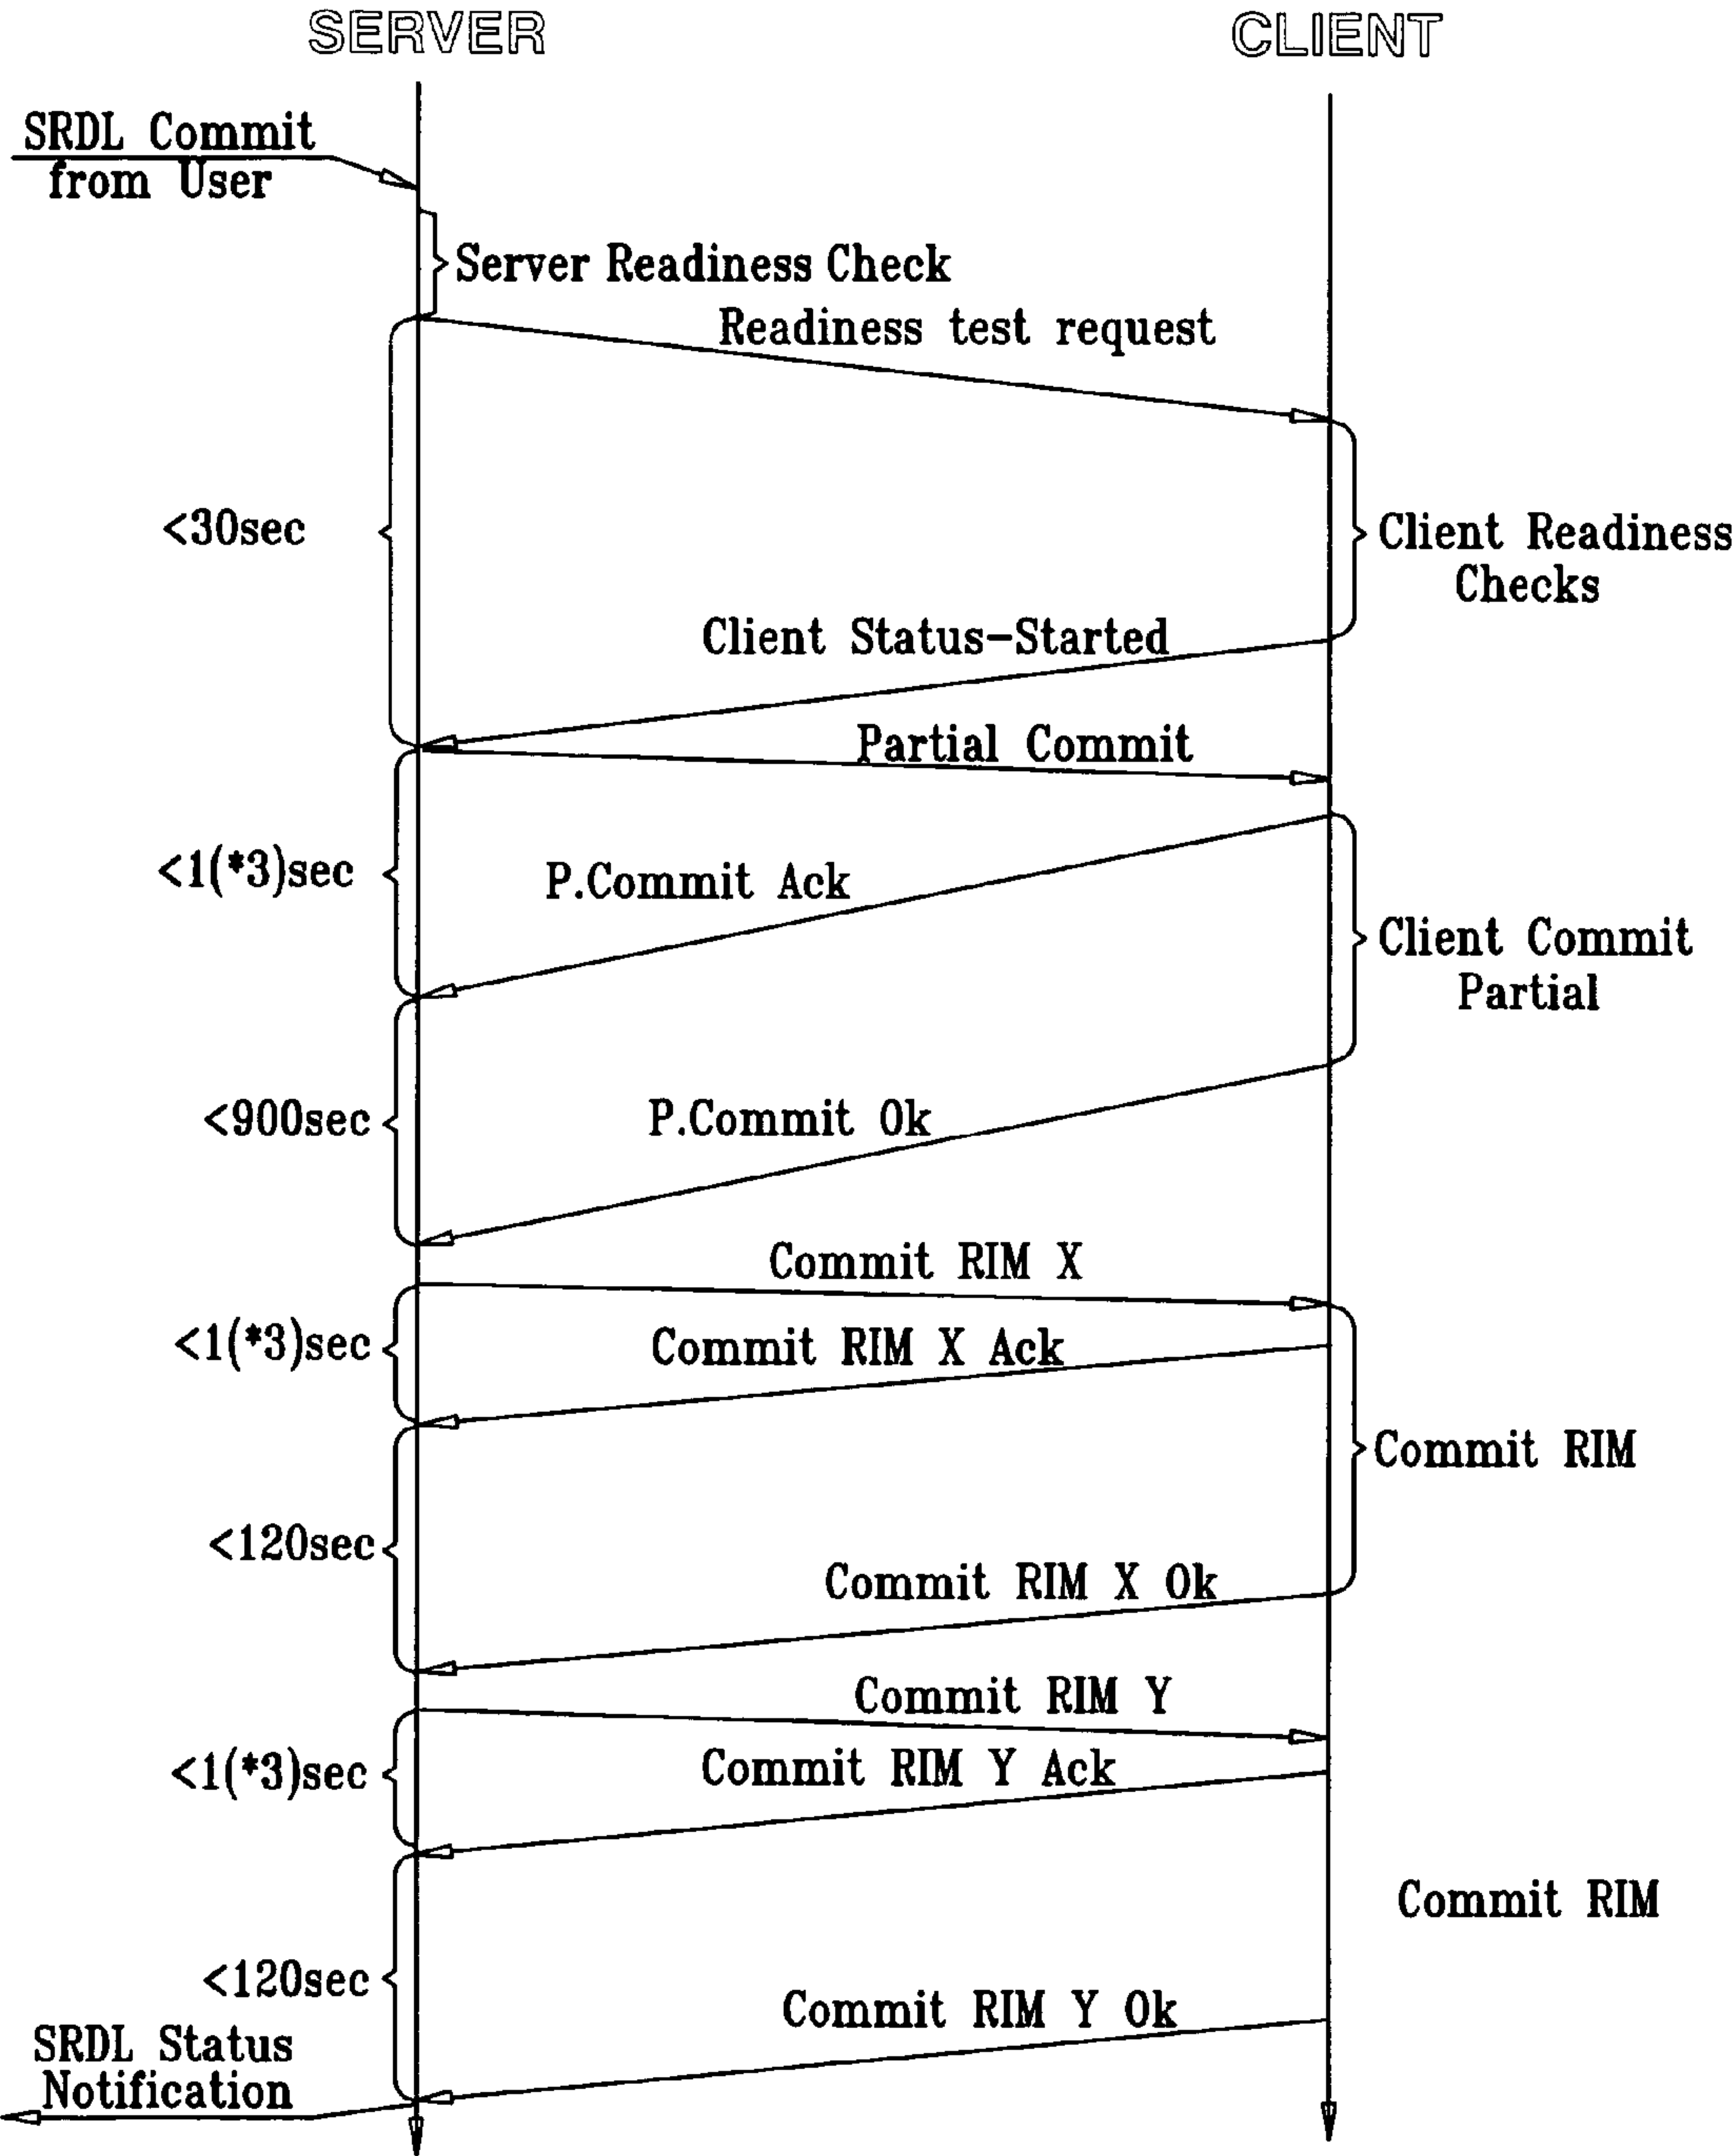 SERVER
CLIENT
SRDL Commit
from User
Server Readiness Check
Readiness test request
<30sec
Client Readiness
Checks
Client Status-Started
Partial Commit
<1(*3)sec
P.Commit Ack
Client Commit
Partial
<900sec
P.Commit Ok
Commit RIM X
<1(*3)sec
Commit RIM X Ack
Commit RIM
<120sec
Commit RIM X Ok
Commit RIM Y
<1(*3)sec
Commit RIM Y Ack
Commit RIM
<120sec
Commit RIM Y Ok
SRDL Status
Notification